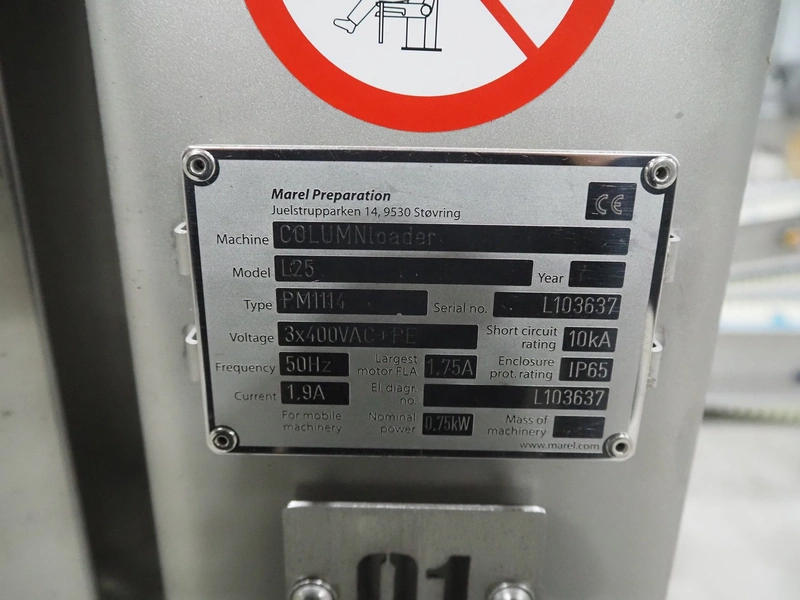 Marel Preparation
Juelstrupparken 14, 9530 Støvring
CE
Machine COLUMNloader
Model L25 Year
Type PM1114 Serial no. L103637
Voltage 3x400VAC+PE Short circuit rating 10kA
Frequency 50Hz Largest motor FLA 1.75A Enclosure prot. rating IP65
Current 1.9A El. diagr. no. L103637
For mobile machinery Nominal power 0,75kW Mass of machinery
www.marel.com
01